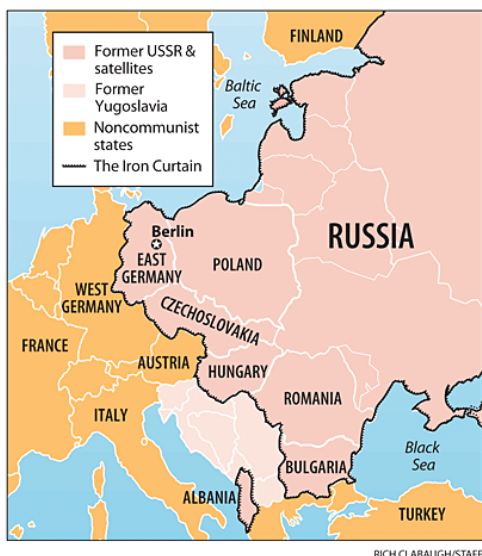 Former USSR &
satellites
Former
Yugoslavia
Noncommunist
states
The Iron Curtain
FINLAND
Baltic
Sea
RUSSIA
Berlin
EAST
GERMANY
POLAND
WEST
GERMANY
CZECHOSLOVAKIA
FRANCE
AUSTRIA
HUNGARY
ITALY
ROMANIA
BULGARIA
Black
Sea
ALBANIA
TURKEY
RICH CLABAUGH/STAFF